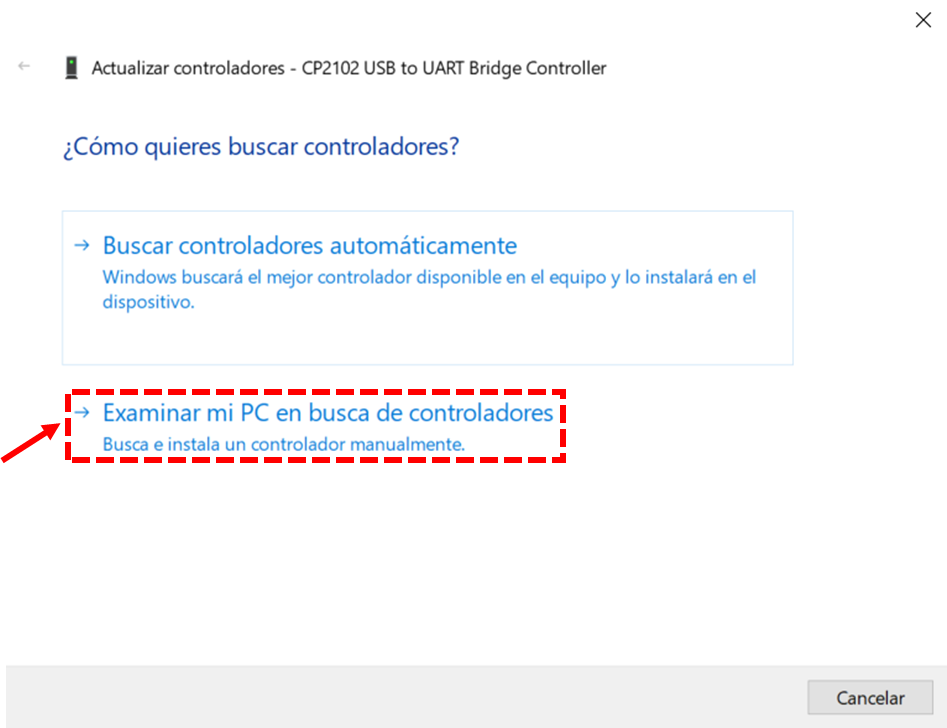 Actualizar controladores - CP2102 USB to UART Bridge Controller
¿Cómo quieres buscar controladores?
Buscar controladores automáticamente
Windows buscará el mejor controlador disponible en el equipo y lo instalará en el
dispositivo.
Examinar mi PC en busca de controladores
Busca e instala un controlador manualmente.
Cancelar